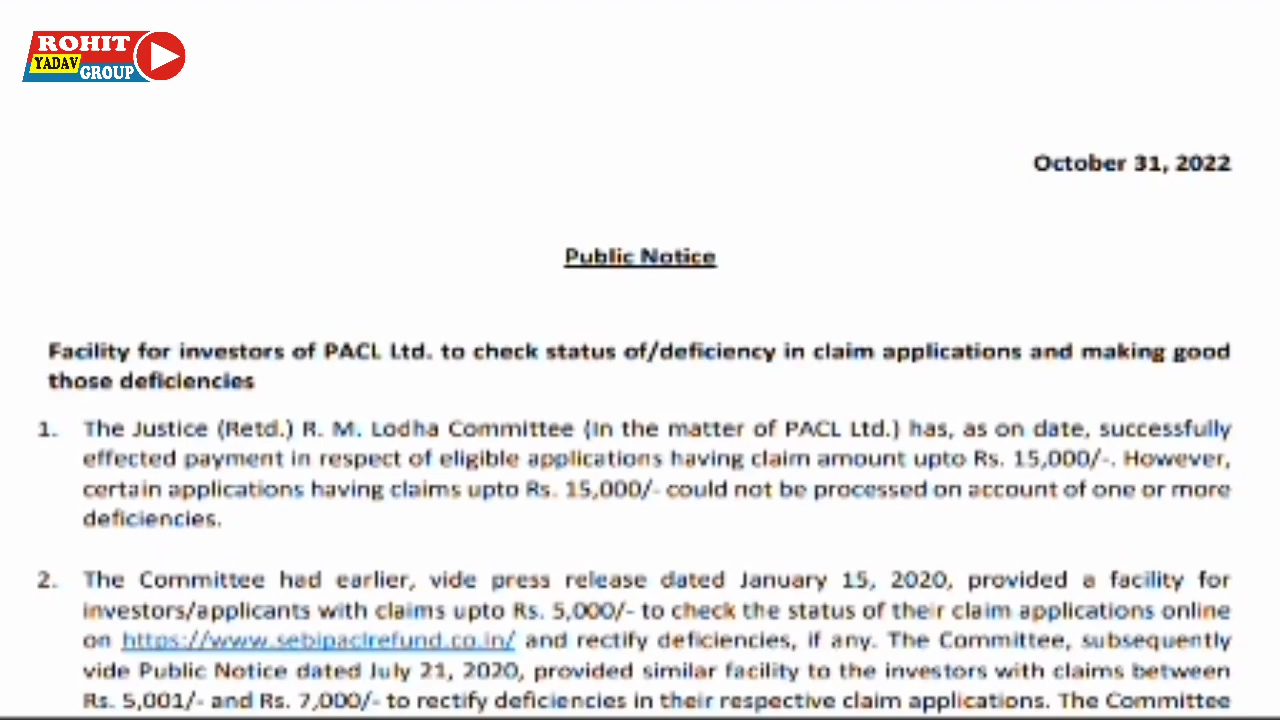 ROHIT
YADAV
GROUP
October 31, 2022
Public Notice
Facility for investors of PACL Ltd. to check status of/deficiency in claim applications and making good
those deficiencies
1. The Justice (Retd.) R. M. Lodha Committee (in the matter of PACL Ltd.) has, as on date, successfully
effected payment in respect of eligible applications having claim amount upto Rs. 15,000/-. However,
certain applications having claims upto Rs. 15,000/- could not be processed on account of one or more
deficiencies.
2. The Committee had earlier, vide press release dated January 15, 2020, provided a facility for
investors/applicants with claims upto Rs. 5,000/- to check the status of their claim applications online
on https://www.sebipaclrefund.co.in/ and rectify deficiencies, if any. The Committee, subsequently
vide Public Notice dated July 21, 2020, provided similar facility to the investors with claims between
Rs. 5,001/- and Rs. 7,000/- to rectify deficiencies in their respective claim applications. The Committee